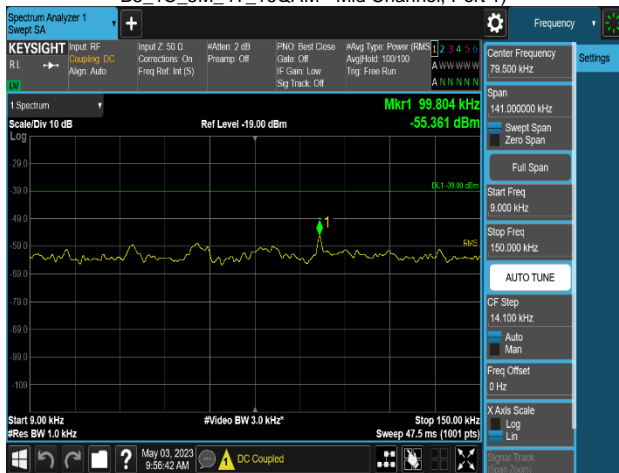 Spectrum Analyzer 1
Swept SA
+
Frequency
KEYSIGHT
RL
Input: RF
Coupling: DC
Align: Auto
Input Z: 50 Ω
Corrections: On
Freq Ref: Int (S)
#Atten: 2 dB
Preamp: Off
PNO: Best Close
Gate: Off
IF Gain: Low
Sig Track: Off
#Avg Type: Power (RMS
Avg|Hold: 100/100
Trig: Free Run
1 2 3 4 5 6
A W W W W W
A N N N N N
1 Spectrum
Scale/Div 10 dB
Ref Level -19.00 dBm
Mkr1 99.804 kHz
-55.361 dBm
Log
-29.0
-39.0
DL1 -39.00 dBm
-49.0
1
-59.0
RMS
-69.0
-79.0
-89.0
-99.0
-109
Start 9.00 kHz
#Video BW 3.0 kHz*
Stop 150.00 kHz
#Res BW 1.0 kHz
Sweep 47.5 ms (1001 pts)
Center Frequency
79.500 kHz
Settings
Span
141.000000 kHz
Swept Span
Zero Span
Full Span
Start Freq
9.000 kHz
Stop Freq
150.000 kHz
AUTO TUNE
CF Step
14.100 kHz
Auto
Man
Freq Offset
0 Hz
X Axis Scale
Log
Lin
Signal Track
(Span Zoom)
?
May 03, 2023
9:56:42 AM
DC Coupled